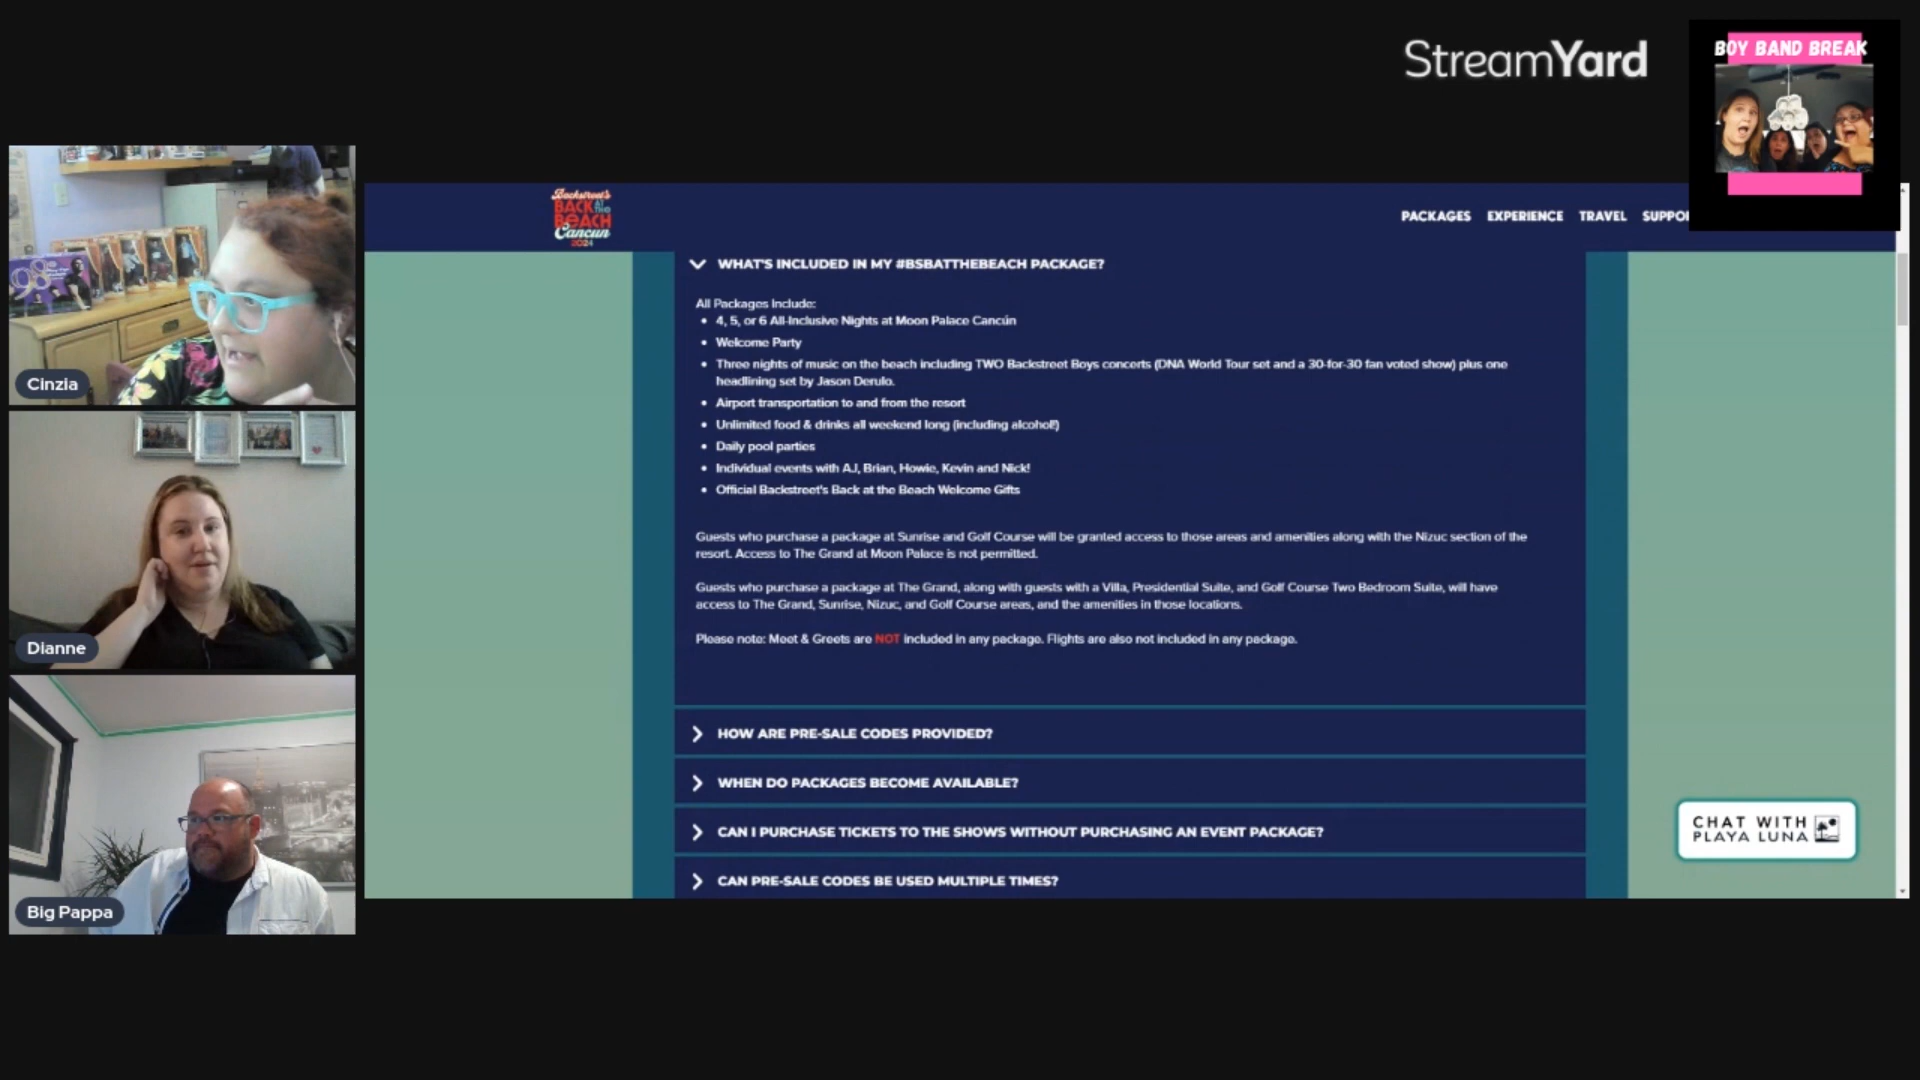 StreamYard
BOY BAND BREAK
Backstreet's
BACK AT THE
BEACH
Cancun
2024
PACKAGES EXPERIENCE TRAVEL SUPPO
WHAT'S INCLUDED IN MY #BSBATTHEBEACH PACKAGE?
All Packages Include:
• 4, 5, or 6 All-Inclusive Nights at Moon Palace Cancún
• Welcome Party
• Three nights of music on the beach including TWO Backstreet Boys concerts (DNA World Tour set and a 30-for-30 fan voted show) plus one
headlining set by Jason Derulo.
• Airport transportation to and from the resort
• Unlimited food & drinks all weekend long (including alcohol!)
• Daily pool parties
• Individual events with AJ, Brian, Howie, Kevin and Nick!
• Official Backstreet's Back at the Beach Welcome Gifts
Guests who purchase a package at Sunrise and Golf Course will be granted access to those areas and amenities along with the Nizuc section of the
resort. Access to The Grand at Moon Palace is not permitted.
Guests who purchase a package at The Grand, along with guests with a Villa, Presidential Suite, and Golf Course Two Bedroom Suite, will have
access to The Grand, Sunrise, Nizuc, and Golf Course areas, and the amenities in those locations.
Please note: Meet & Greets are NOT included in any package. Flights are also not included in any package.
HOW ARE PRE-SALE CODES PROVIDED?
WHEN DO PACKAGES BECOME AVAILABLE?
CAN I PURCHASE TICKETS TO THE SHOWS WITHOUT PURCHASING AN EVENT PACKAGE?
CAN PRE-SALE CODES BE USED MULTIPLE TIMES?
CHAT WITH
PLAYA LUNA
98
Cinzia
Dianne
Big Pappa